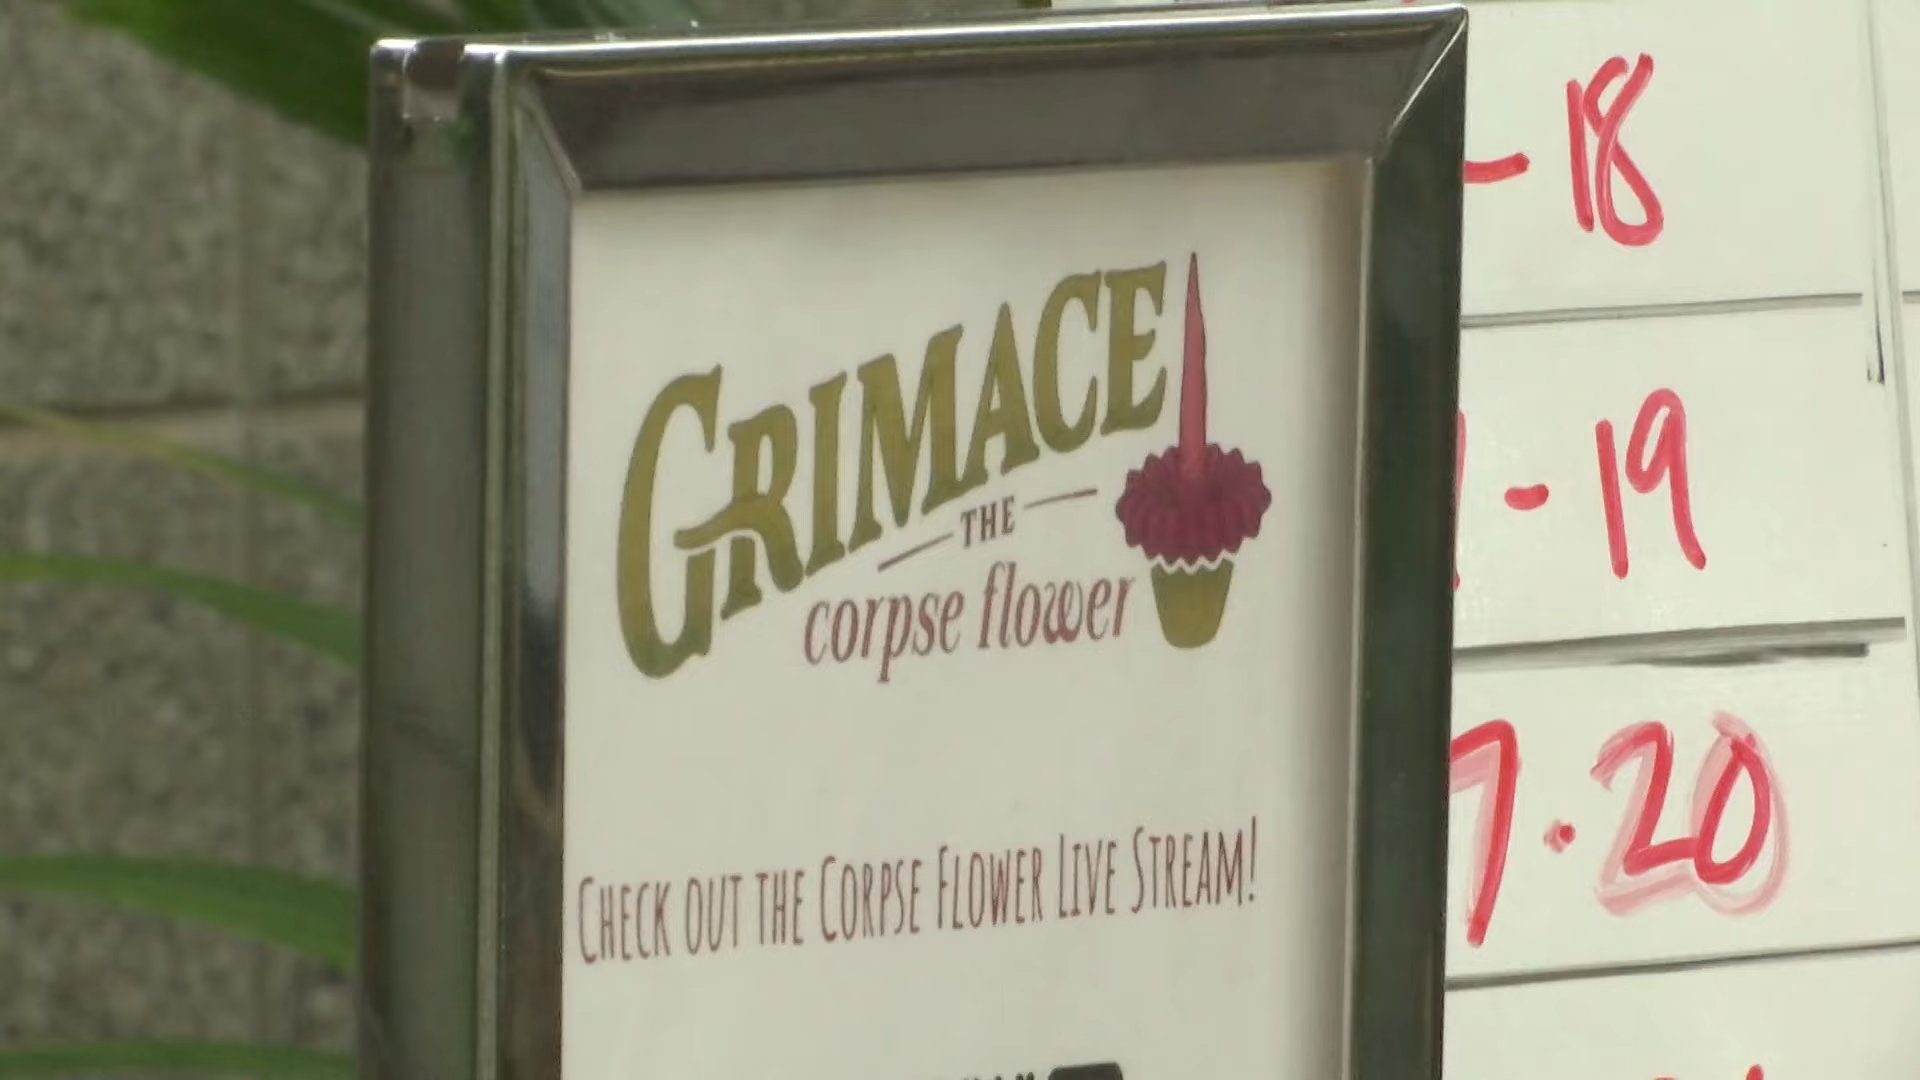 GRIMACE
THE
corpse flower
CHECK OUT THE CORPSE FLOWER LIVE STREAM!
- 18
- 19
7.20